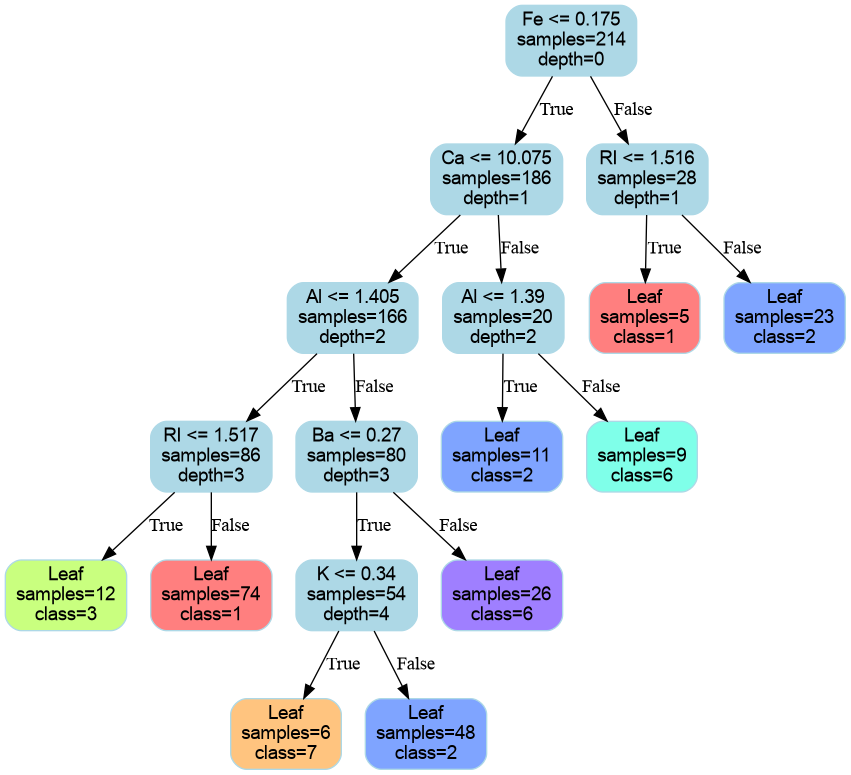 Fe <= 0.175
samples=214
depth=0
True
False
Ca <= 10.075
samples=186
depth=1
RI <= 1.516
samples=28
depth=1
True
False
True
False
Al <= 1.405
samples=166
depth=2
Al <= 1.39
samples=20
depth=2
Leaf
samples=5
class=1
Leaf
samples=23
class=2
True
False
True
False
RI <= 1.517
samples=86
depth=3
Ba <= 0.27
samples=80
depth=3
Leaf
samples=11
class=2
Leaf
samples=9
class=6
True
False
True
False
Leaf
samples=12
class=3
Leaf
samples=74
class=1
K <= 0.34
samples=54
depth=4
Leaf
samples=26
class=6
True
False
Leaf
samples=6
class=7
Leaf
samples=48
class=2